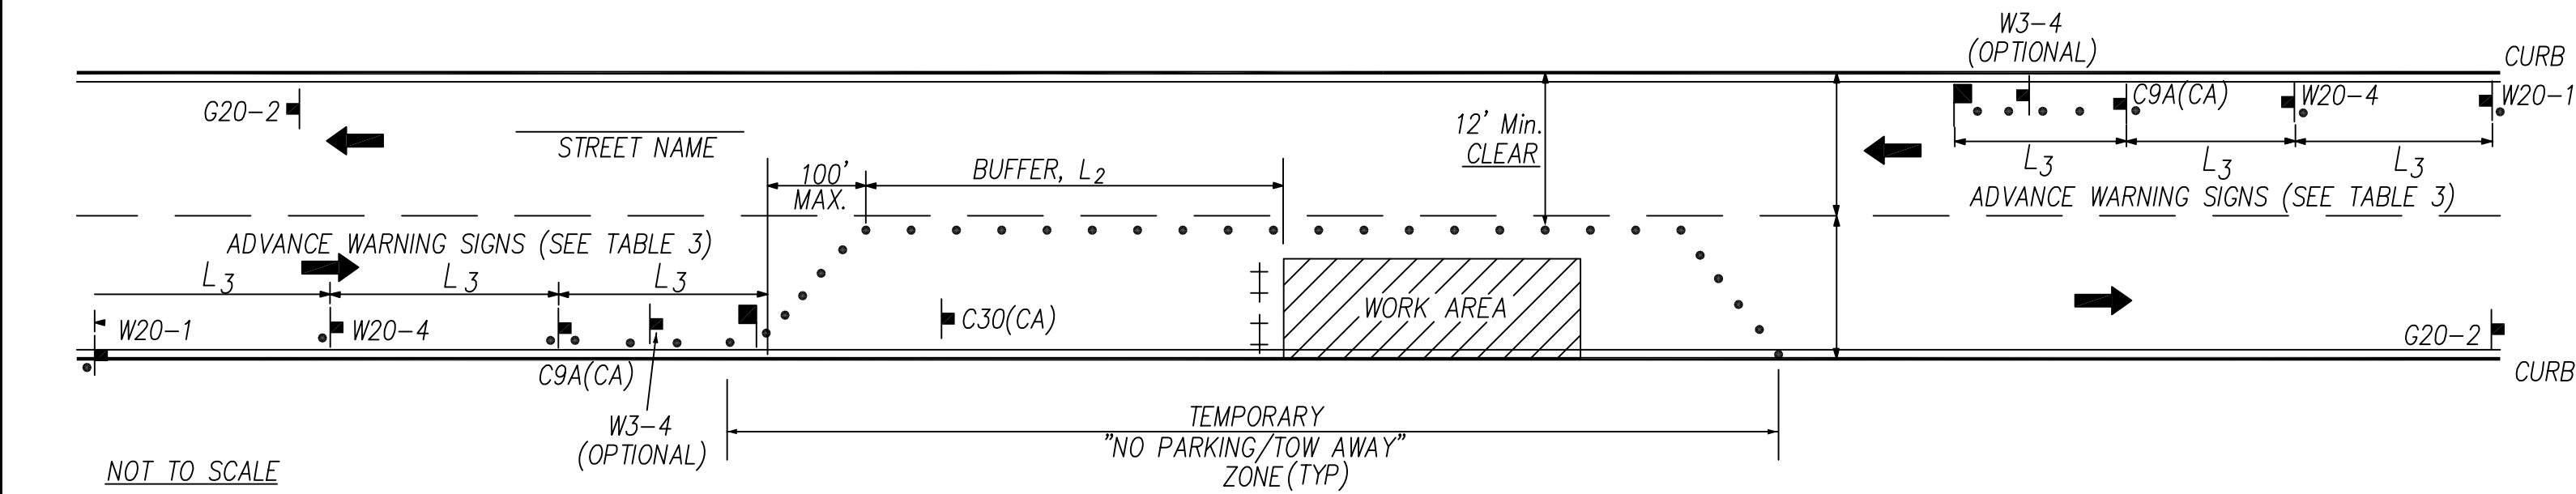 W3-4
(OPTIONAL)
CURB
G20-2
C9A(CA)
W20-4
W20-1
STREET NAME
12' Min.
CLEAR
100'
MAX.
BUFFER, L2
L3
L3
L3
ADVANCE WARNING SIGNS (SEE TABLE 3)
ADVANCE WARNING SIGNS (SEE TABLE 3)
L3
L3
L3
W20-1
W20-4
C30(CA)
WORK AREA
G20-2
C9A(CA)
CURB
W3-4
(OPTIONAL)
TEMPORARY
"NO PARKING/TOW AWAY"
ZONE(TYP)
NOT TO SCALE